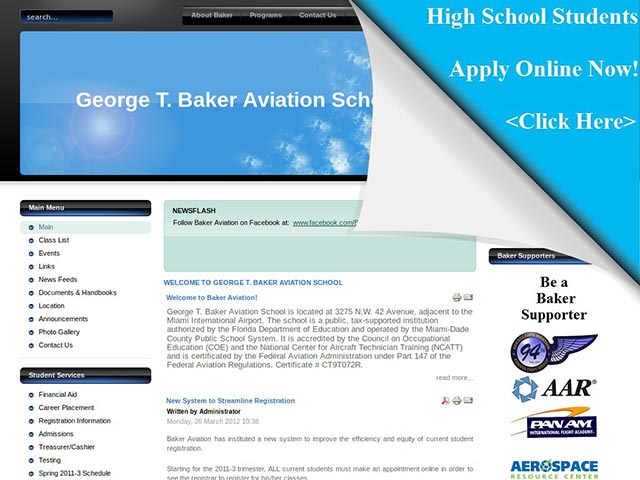 search...
About Baker Programs Contact Us
High School Students
Apply Online Now!
<Click Here>
George T. Baker Aviation
Main Menu
Main
Class List
Events
Links
News Feeds
Documents & Handbooks
Location
Announcements
Photo Gallery
Contact Us
Student Services
Financial Aid
Career Placement
Registration Information
Admissions
Treasurer/Cashier
Testing
Spring 2011-3 Schedule
NEWSFLASH
Follow Baker Aviation on Facebook at: www.facebook.com/
WELCOME TO GEORGE T. BAKER AVIATION SCHOOL
Welcome to Baker Aviation!
George T. Baker Aviation School is located at 3275 N.W. 42 Avenue, adjacent to the
Miami International Airport. The school is a public, tax-supported institution
authorized by the Florida Department of Education and operated by the Miami-Dade
County Public School System. It is accredited by the Council on Occupational
Education (COE) and the National Center for Aircraft Technician Training (NCATT)
and is certificated by the Federal Aviation Administration under Part 147 of the
Federal Aviation Regulations. Certificate # CT9T072R.
read more...
New System to Streamline Registration
Written by Administrator
Monday, 26 March 2012 10:38
Baker Aviation has instituted a new system to improve the efficiency and equity of current student
registration.
Starting for the 2011-3 trimester, ALL current students must make an appointment online in order to
see the registrar to register for his/her classes.
Baker Supporters
Be a
Baker
Supporter
94
AAR
PAN AM
INTERNATIONAL FLIGHT ACADEMY
AEROSPACE
RESOURCE CENTER